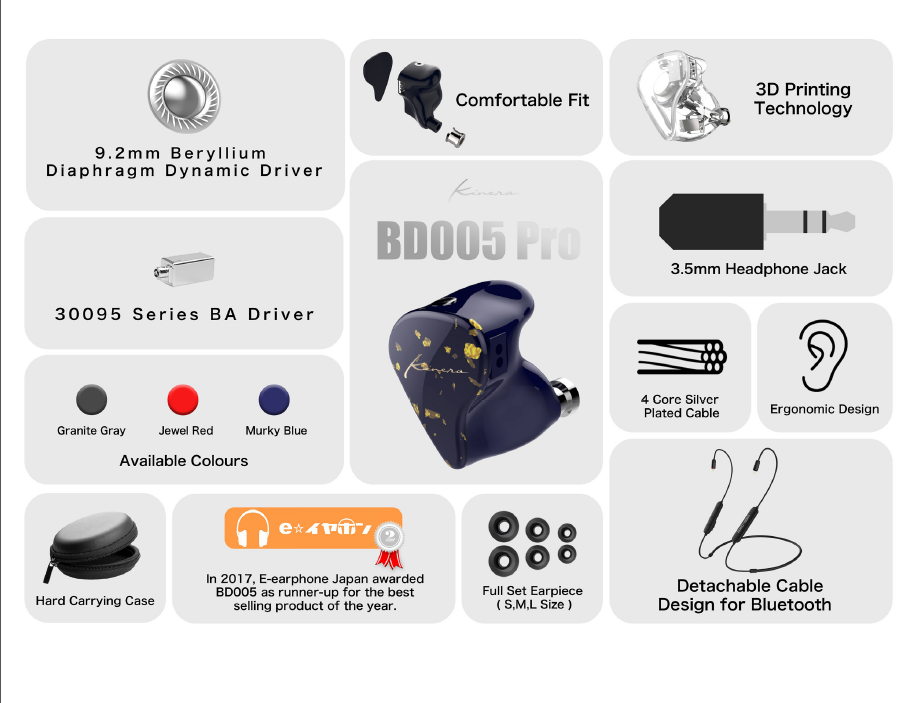 9.2mm Beryllium
Diaphragm Dynamic Driver
Comfortable Fit
3D Printing
Technology
Kinera
BD005 Pro
Kinera
3.5mm Headphone Jack
30095 Series BA Driver
4 Core Silver
Plated Cable
Ergonomic Design
Granite Gray
Jewel Red
Murky Blue
Available Colours
Hard Carrying Case
e☆イヤホン
2
In 2017, E-earphone Japan awarded
BD005 as runner-up for the best
selling product of the year.
Full Set Earpiece
( S,M,L Size )
Detachable Cable
Design for Bluetooth